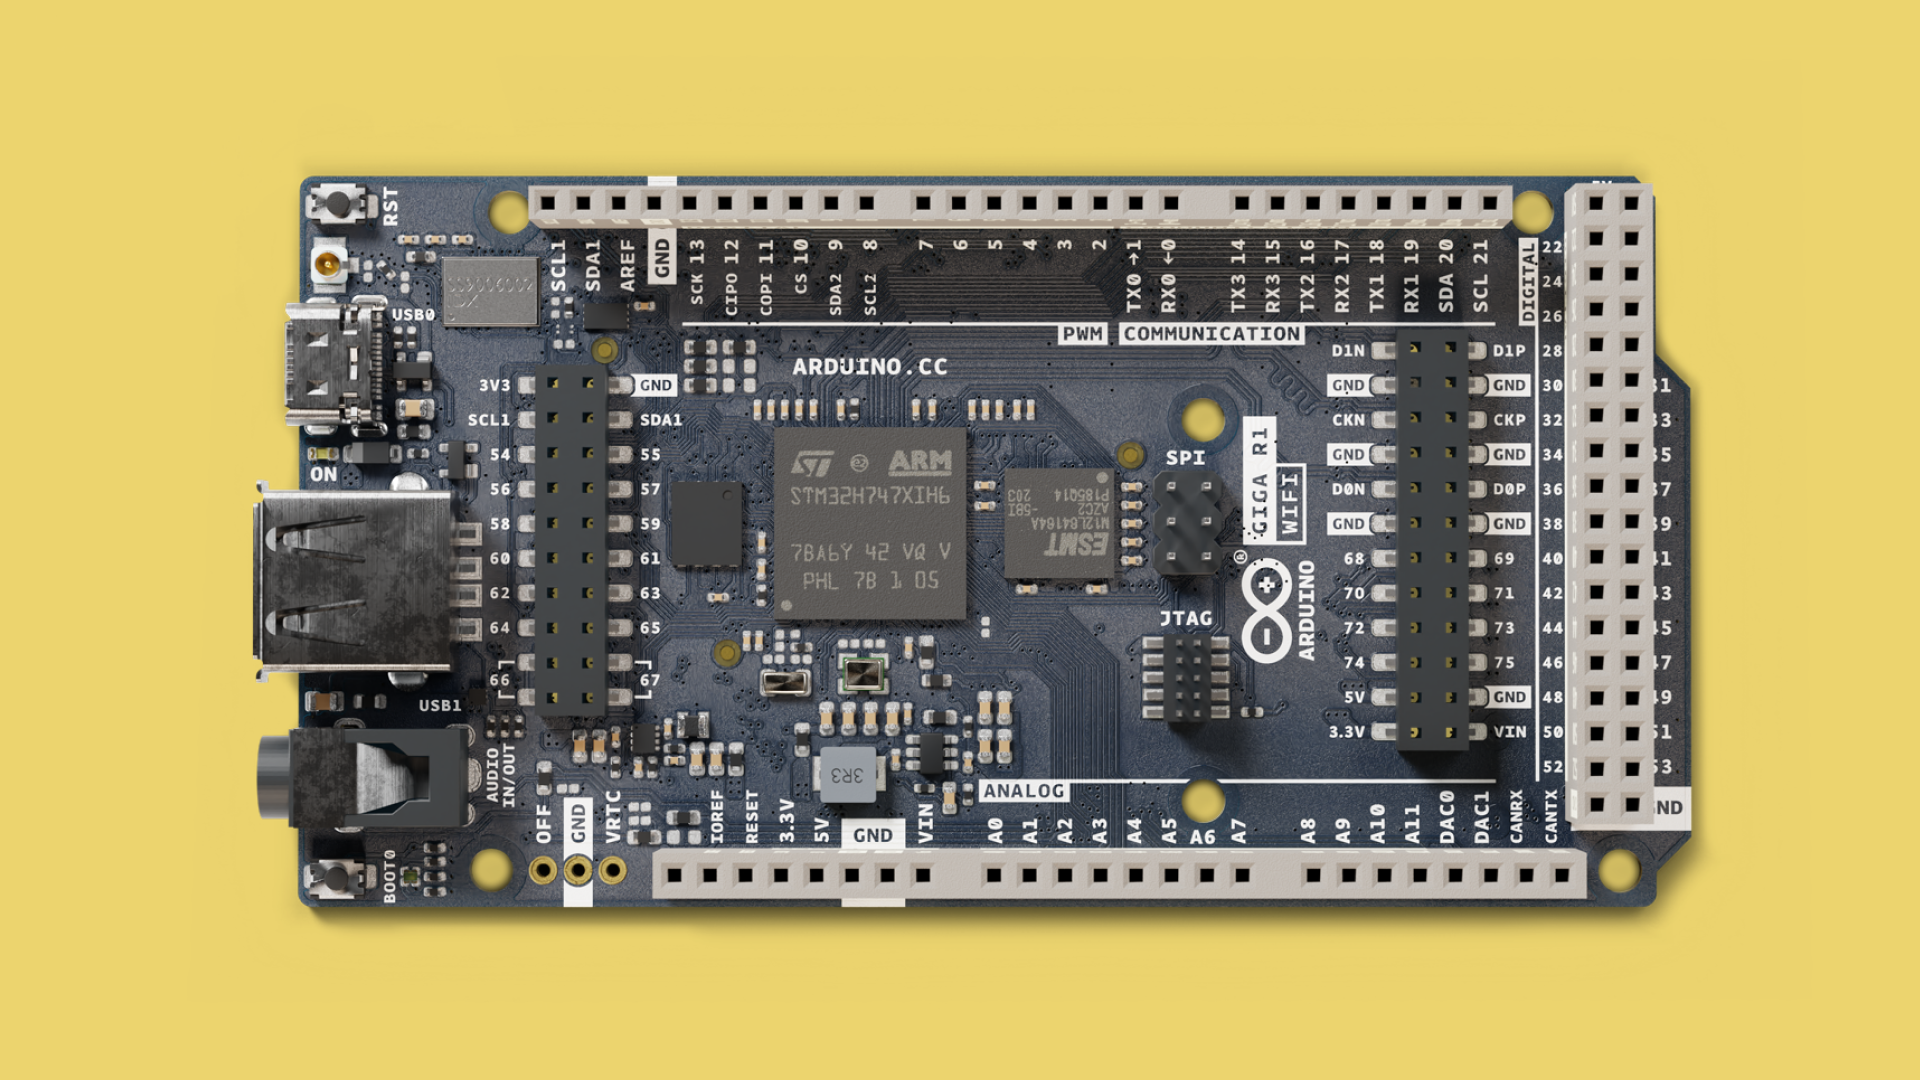 RST
SCL1
SDA1
AREF
GND
SCK 13
CIPO 12
COPI 11
CS 10
SDA2 9
SCL2 8
7
6
5
4
3
2
TX0 →1
RX0 ←0
TX3 14
RX3 15
TX2 16
RX2 17
TX1 18
RX1 19
SDA 20
SCL 21
DIGITAL
22
24
26
28
30
32
34
36
38
40
42
44
46
48
50
52
PWM
COMMUNICATION
USB0
ON
ARDUINO.CC
3V3 GND
SCL1 SDA1
54 55
56 57
58 59
60 61
62 63
64 65
66 67
ST e2 ARM
STM32H747XIH6
7BA6Y 42 VQ V
PHL 7B 1 05
ESMT
M12L64164A
AZC2 -5BI
P185Q14 203
SPI
JTAG
GIGA R1
WIFI
®
ARDUINO
D1N D1P
GND GND
CKN CKP
GND GND
D0N D0P
GND GND
68 69
70 71
72 73
74 75
5V GND
3.3V VIN
USB1
AUDIO
IN/OUT
3R3
BOOT0
OFF
GND
VRTC
IOREF
RESET
3.3V
5V
GND
VIN
ANALOG
A0
A1
A2
A3
A4
A5
A6
A7
A8
A9
A10
A11
DAC0
DAC1
CANRX
CANTX